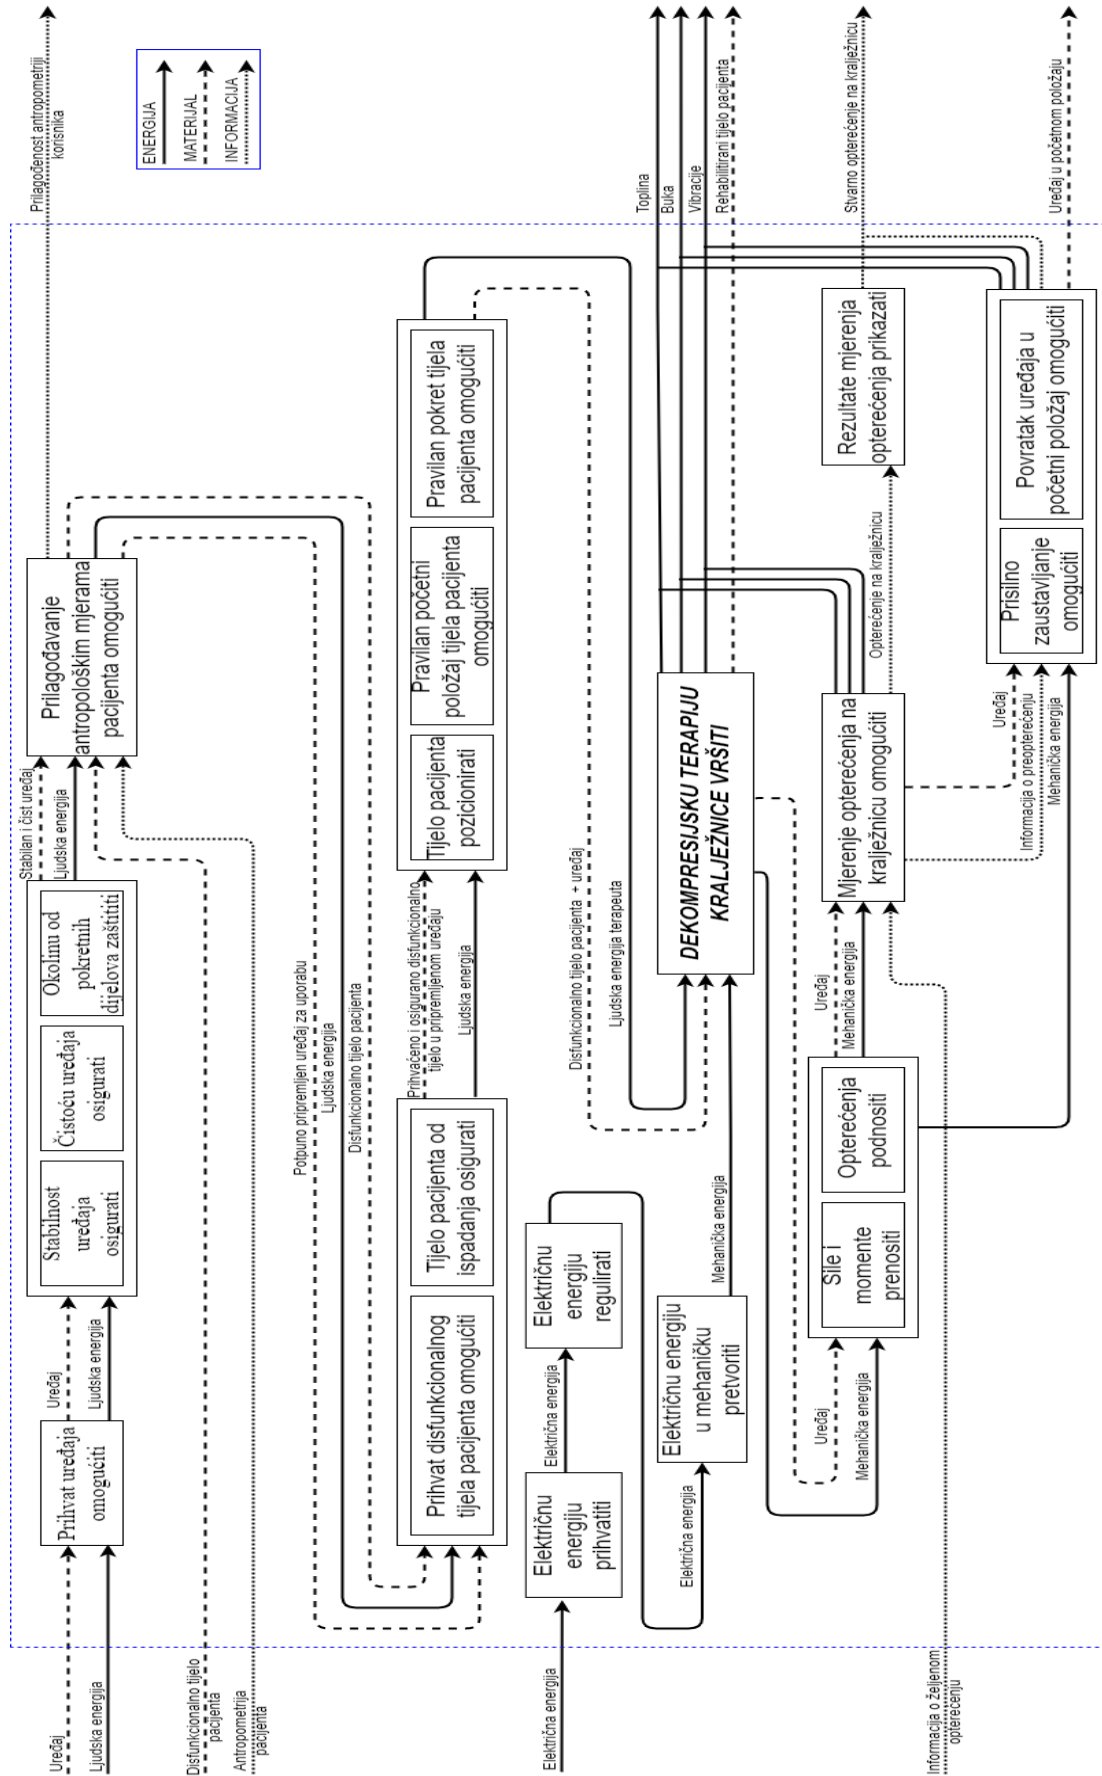 Uređaj
Ljudska energija
Disfunkcionalno tijelo
pacijenta
Antropometrija
pacijenta
Prihvat uređaja
omogućiti
Uređaj
Ljudska energija
Stabilnost
uređaja
osigurati
Čistoću uređaja
osigurati
Okolinu od
pokretnih
dijelova zaštititi
Stabilan i čist uređaj
Ljudska energija
Prilagođavanje
antropološkim mjerama
pacijenta omogućiti
Prilagođenost antropometriji
korisnika
ENERGIJA
MATERIJAL
INFORMACIJA
Potpuno pripremljen uređaj za uporabu
Ljudska energija
Disfunkcionalno tijelo pacijenta
Prihvat disfunkcionalnog
tijela pacijenta omogućiti
Tijelo pacijenta od
ispadanja osigurati
Prihvaćeno i osigurano disfunkcionalno
tijelo u pripremljenom uređaju
Ljudska energija
Tijelo pacijenta
pozicionirati
Pravilan početni
položaj tijela pacijenta
omogućiti
Pravilan pokret tijela
pacijenta omogućiti
Električna energija
Električnu
energiju
prihvatiti
Električna energija
Električnu
energiju
regulirati
Disfunkcionalno tijelo pacijenta + uređaj
Ljudska energija terapeuta
Električna energija
Električnu energiju
u mehaničku
pretvoriti
Mehanička energija
DEKOMPRESIJSKU TERAPIJU
KRALJEŽNICE VRŠITI
Toplina
Buka
Vibracije
Rehabilitirani tijelo pacijenta
Uređaj
Mehanička energija
Sile i
momente
prenositi
Opterećenja
podnositi
Uređaj
Mehanička energija
Informacija o željenom
opterećenju
Mjerenje opterećenja na
kralježnicu omogućiti
Opterećenje na kralježnicu
Rezultate mjerenja
opterećenja prikazati
Stvarno opterećenje na kralježnicu
Uređaj
Informacija o preopterećenju
Mehanička energija
Prisilno
zaustavljanje
omogućiti
Povratak uređaja u
početni položaj omogućiti
Uređaj u početnom položaju